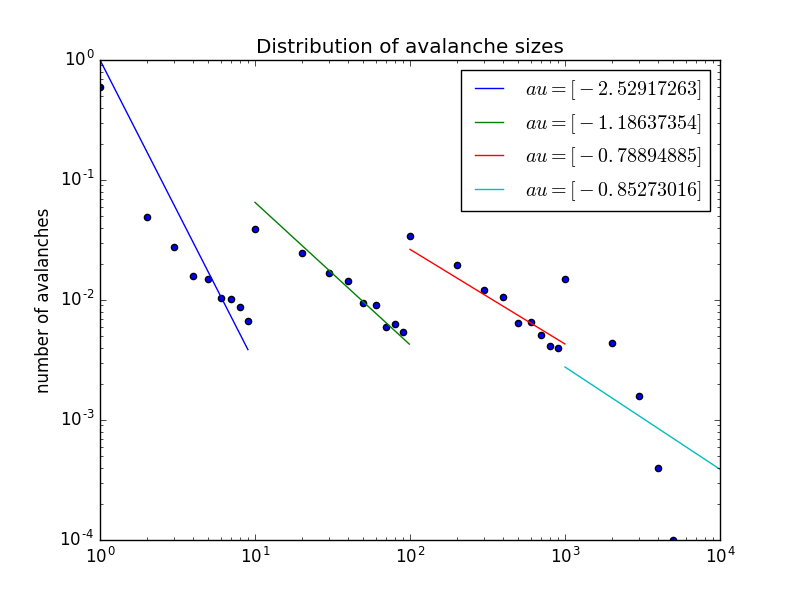 Distribution of avalanche sizes
number of avalanches
10^0
10^-1
10^-2
10^-3
10^-4
10^0
10^1
10^2
10^3
10^4
au = [−2.52917263]
au = [−1.18637354]
au = [−0.78894885]
au = [−0.85273016]